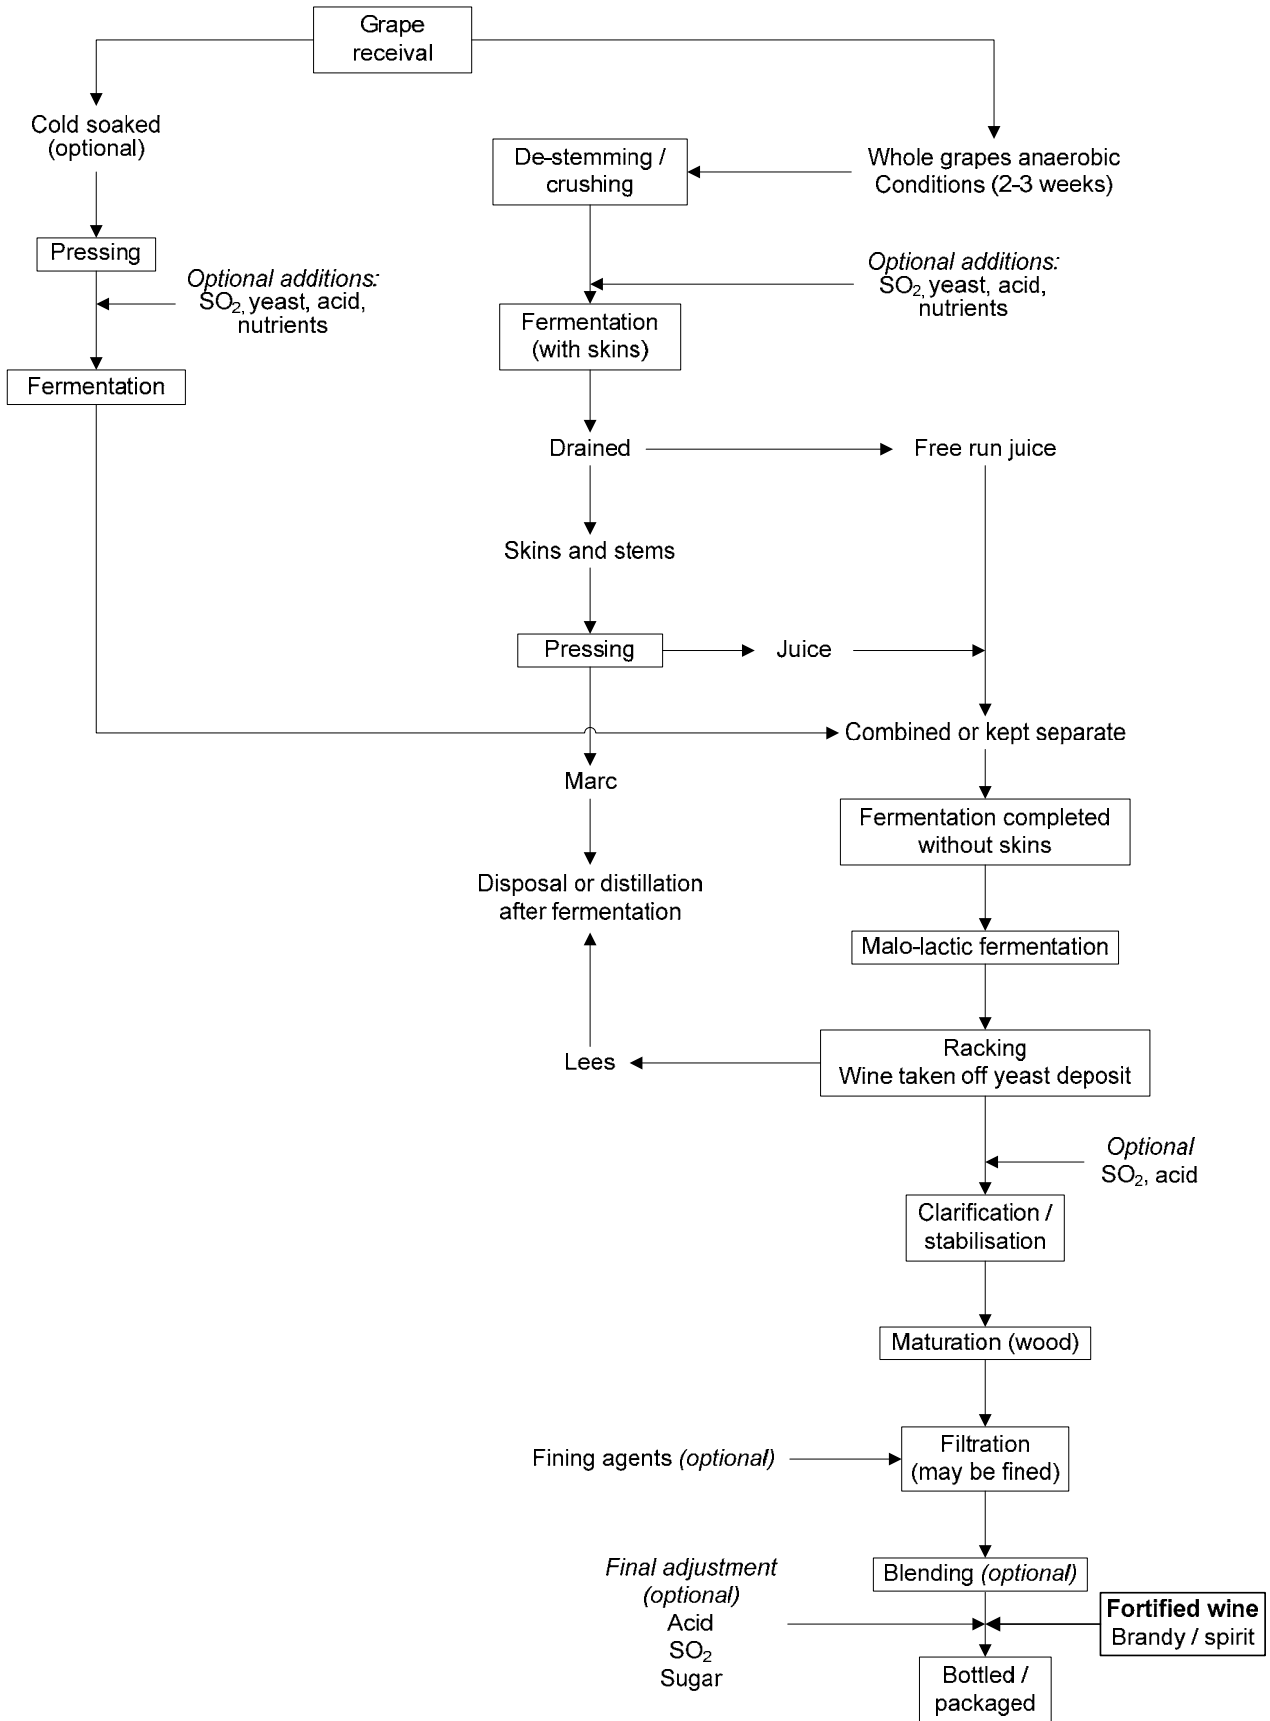 Grape
receival
Cold soaked
(optional)
De-stemming /
crushing
Whole grapes anaerobic
Conditions (2-3 weeks)
Pressing
Optional additions:
SO2, yeast, acid,
nutrients
Optional additions:
SO2, yeast, acid,
nutrients
Fermentation
(with skins)
Fermentation
Drained
Free run juice
Skins and stems
Pressing
Juice
Combined or kept separate
Marc
Fermentation completed
without skins
Disposal or distillation
after fermentation
Malo-lactic fermentation
Racking
Wine taken off yeast deposit
Lees
Optional
SO2, acid
Clarification /
stabilisation
Maturation (wood)
Fining agents (optional)
Filtration
(may be fined)
Blending (optional)
Final adjustment
(optional)
Acid
SO2
Sugar
Fortified wine
Brandy / spirit
Bottled /
packaged